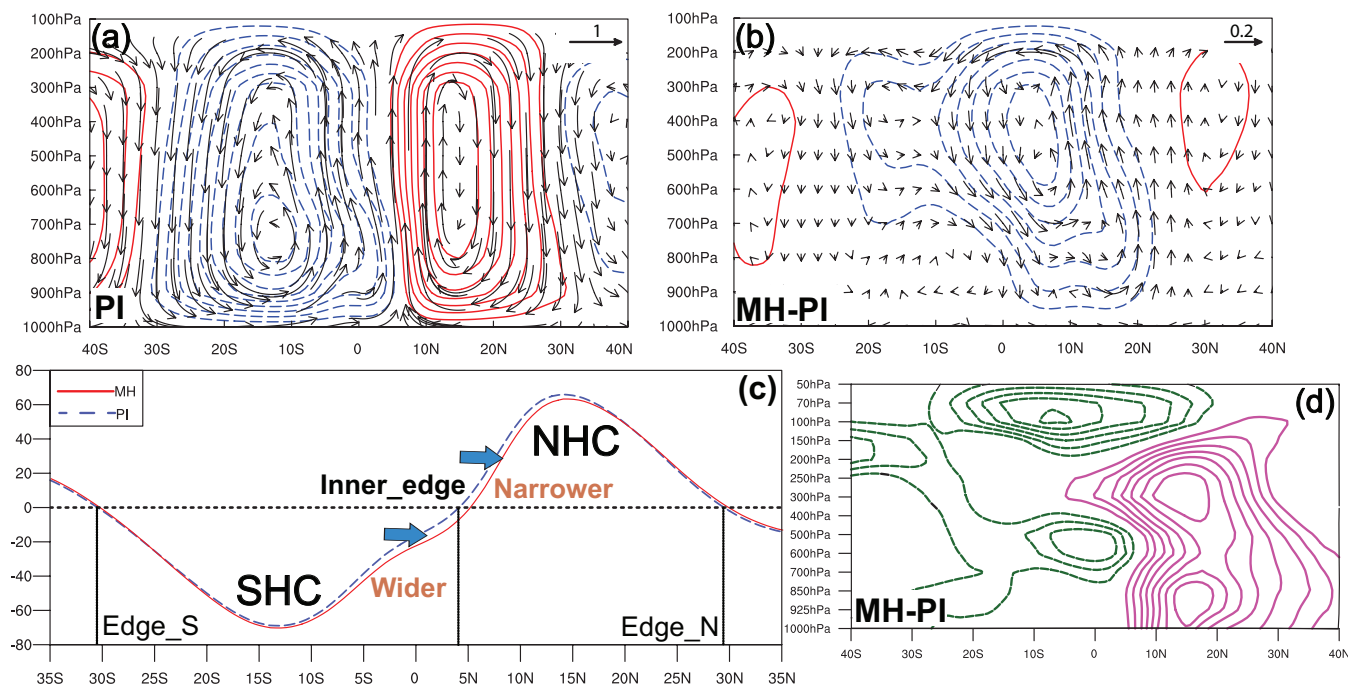 (a)
1
100hPa
200hPa
300hPa
400hPa
500hPa
600hPa
700hPa
800hPa
900hPa
1000hPa
PI
40S 30S 20S 10S 0 10N 20N 30N 40N
(b)
0.2
100hPa
200hPa
300hPa
400hPa
500hPa
600hPa
700hPa
800hPa
900hPa
1000hPa
MH-PI
40S 30S 20S 10S 0 10N 20N 30N 40N
(c)
MH
PI
80
60
40
20
0
-20
-40
-60
-80
NHC
Inner_edge
Narrower
SHC
Wider
Edge_S
Edge_N
35S 30S 25S 20S 15S 10S 5S 0 5N 10N 15N 20N 25N 30N 35N
(d)
50hPa
70hPa
100hPa
150hPa
200hPa
250hPa
300hPa
400hPa
500hPa
600hPa
700hPa
850hPa
925hPa
1000hPa
MH-PI
40S 30S 20S 10S 0 10N 20N 30N 40N